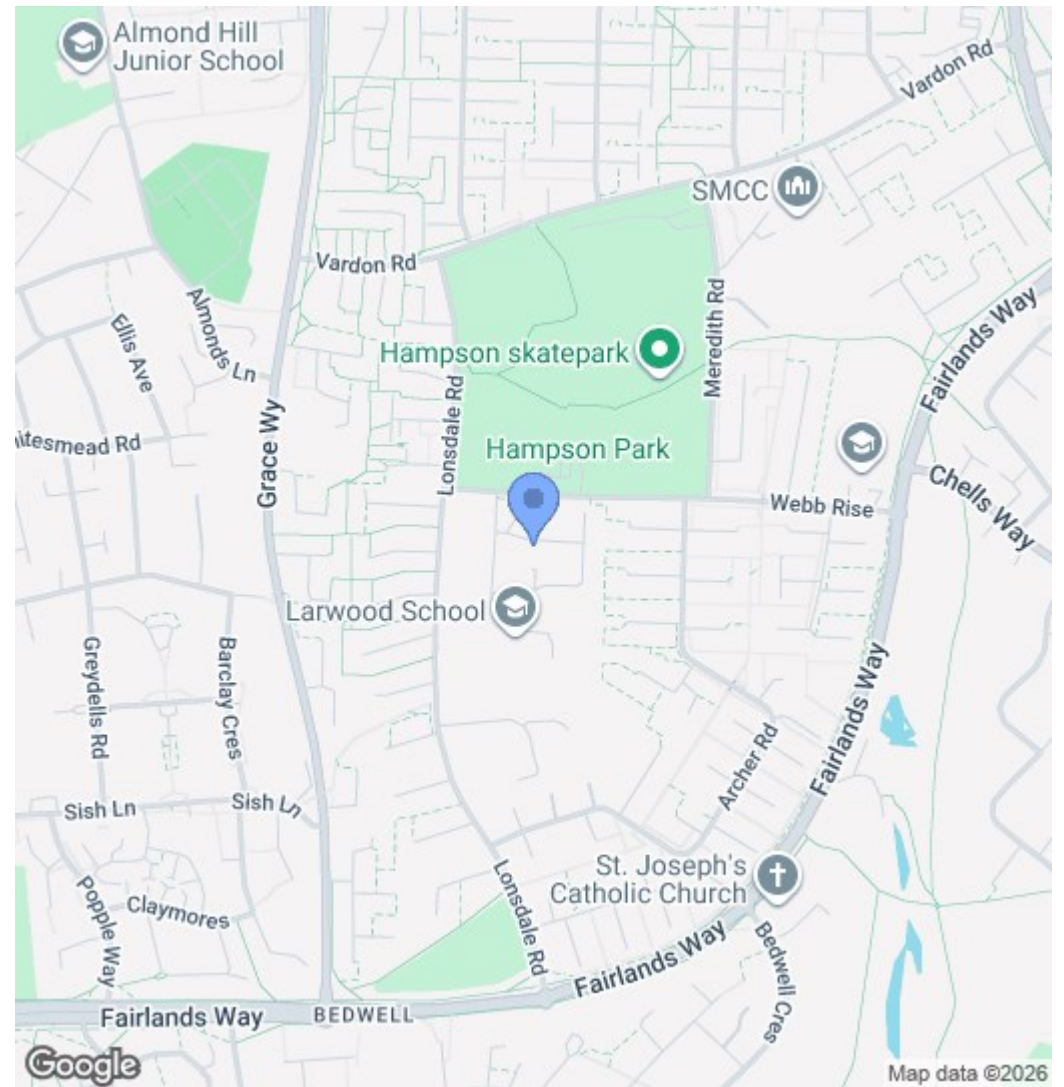 Almond Hill
Junior School
Vardon Rd
SMCC
Vardon Rd
Almonds Ln
Ellis Ave
Meredith Rd
Fairlands Way
Hampson skatepark
Lonsdale Rd
itesmead Rd
Grace Wy
Hampson Park
Chells Way
Webb Rise
Larwood School
Greydells Rd
Barclay Cres
Fairlands Way
Archer Rd
Sish Ln
Sish Ln
St. Joseph's
Catholic Church
Popple Way
Claymores
Lonsdale Rd
Bedwell Cres
Fairlands Way
Fairlands Way
BEDWELL
Google
Map data ©2026